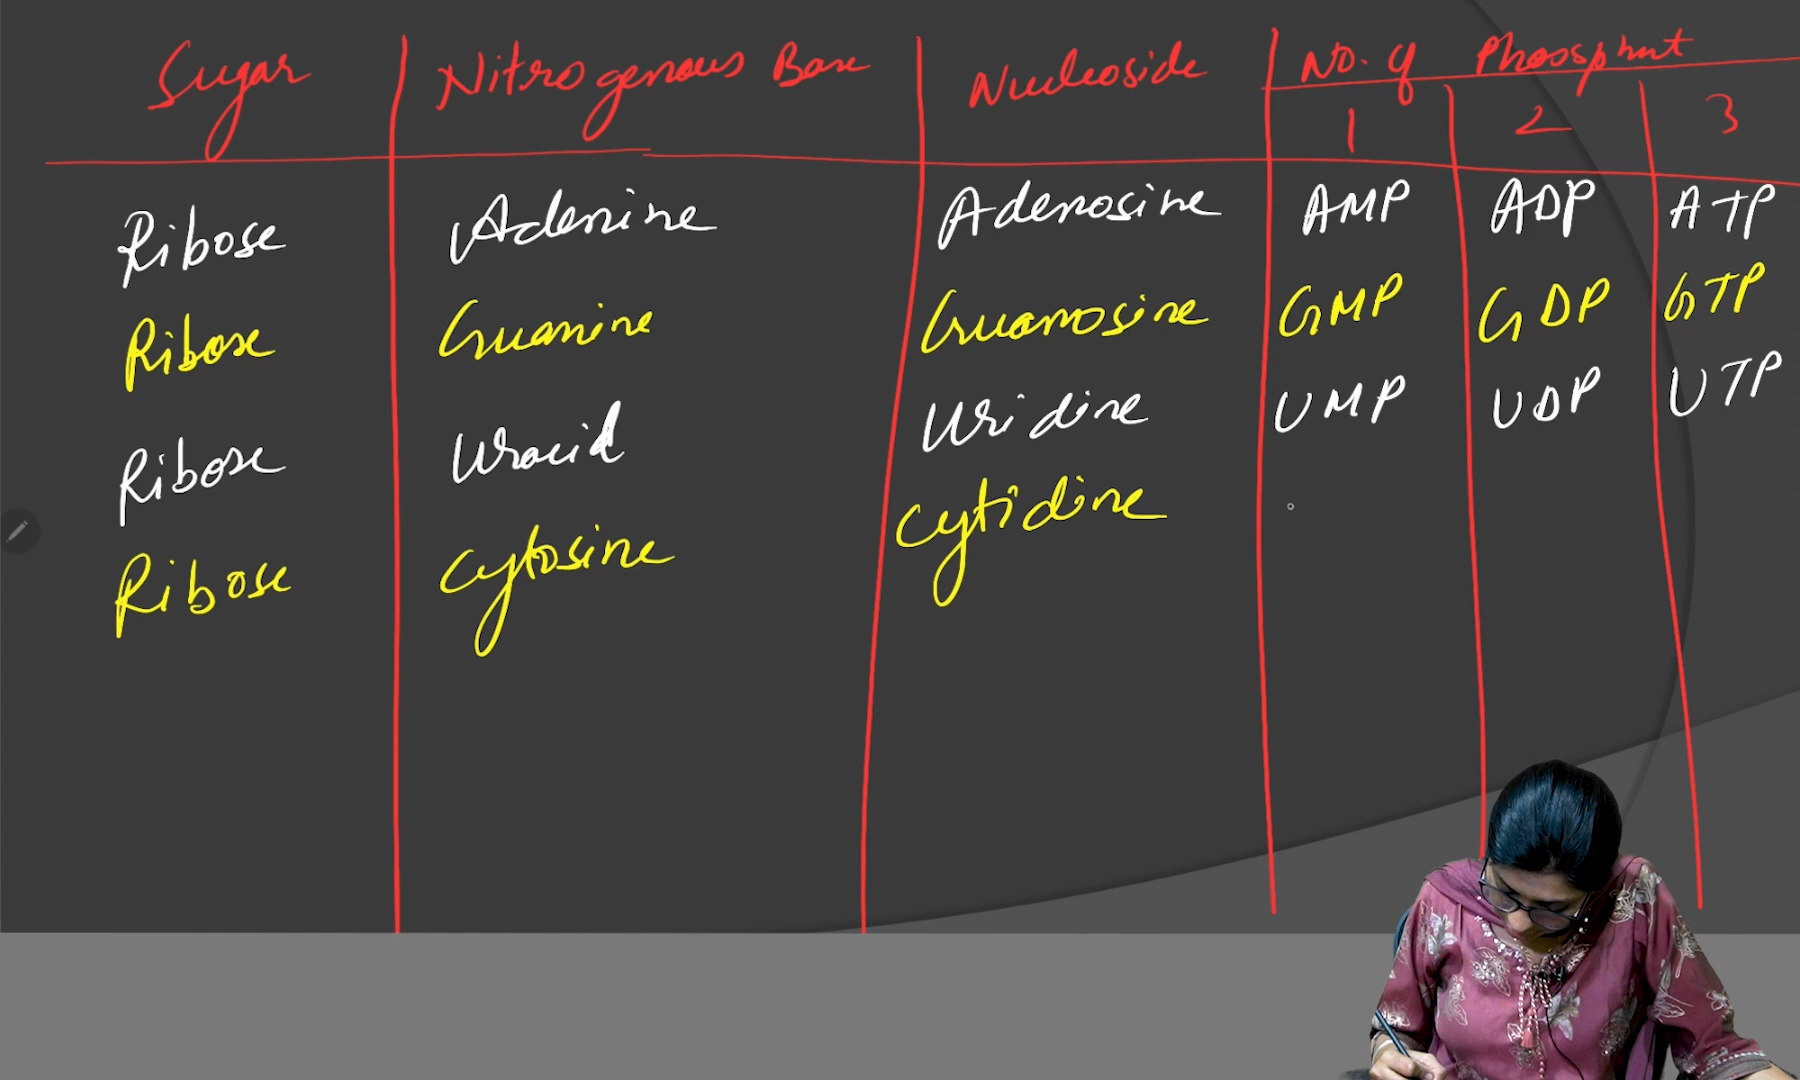 Sugar Nitrogenous Base Nucleoside No. of Phosphat
1 2 3
Ribose Adenine Adenosine AMP ADP ATP
Ribose Guanine Guanosine GMP GDP GTP
Ribose Uracil Uridine UMP UDP UTP
Ribose Cytosine Cytidine